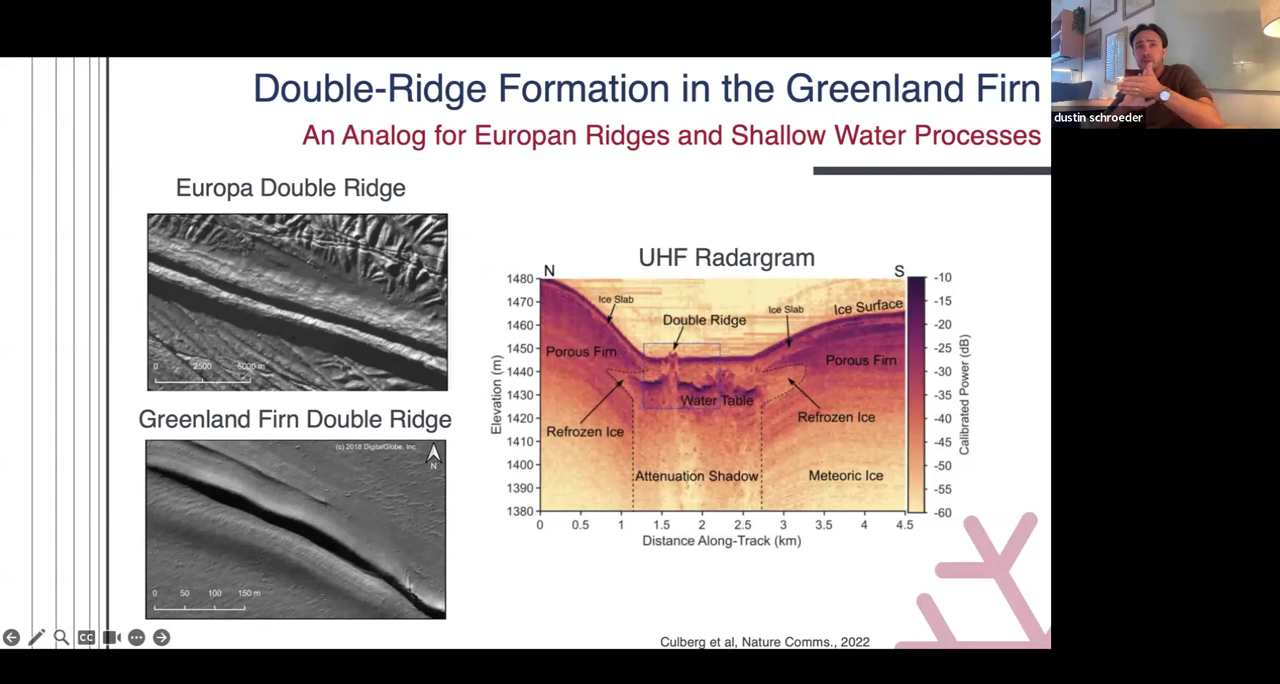 Double-Ridge Formation in the Greenland Firn
An Analog for Europan Ridges and Shallow Water Processes
dustin schroeder
Europa Double Ridge
0 2500 5000 m
Greenland Firn Double Ridge
(c) 2018 DigitalGlobe, Inc
N
0 50 100 150 m
UHF Radargram
N
S
Elevation (m)
1480
1470
1460
1450
1440
1430
1420
1410
1400
1390
1380
Ice Slab
Double Ridge
Ice Slab
Ice Surface
Porous Firn
Porous Firn
Water Table
Refrozen Ice
Refrozen Ice
Attenuation Shadow
Meteoric Ice
0 0.5 1 1.5 2 2.5 3 3.5 4 4.5
Distance Along-Track (km)
-10
-15
-20
-25
-30
-35
-40
-45
-50
-55
-60
Calibrated Power (dB)
CC
Culberg et al, Nature Comms., 2022